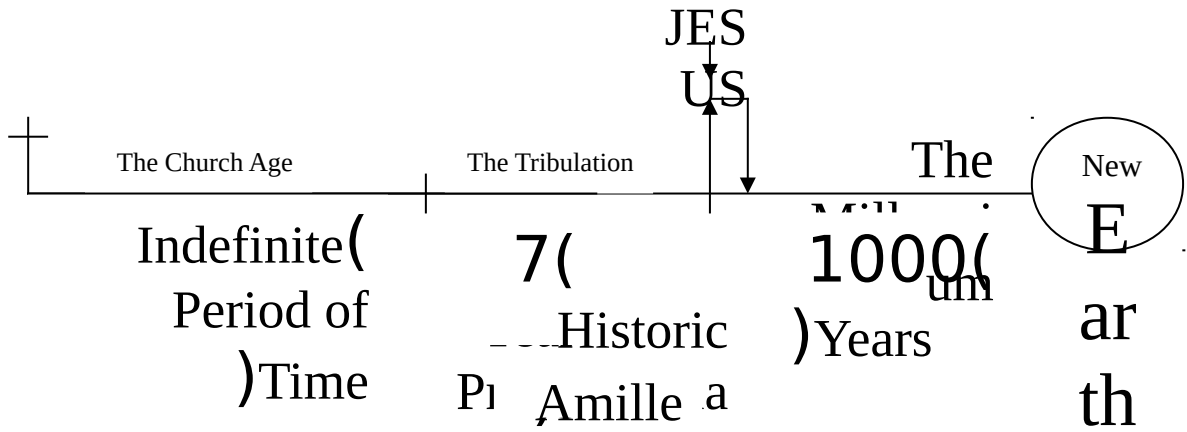 JES
US
The Church Age
The Tribulation
The
New
E
ar
th
Indefinite(
Period of
)Time
7(
1000(
um
)Years
Historic
Amille
a